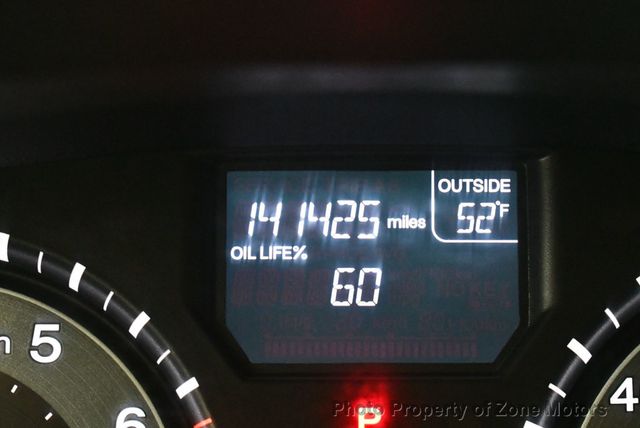 OUTSIDE
141425 miles 52°F
OIL LIFE%
60
n 5
6
4
P
Photo Property of Zone Motors